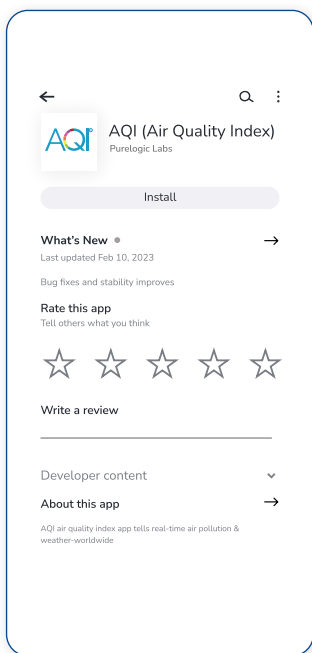 AQI
AQI (Air Quality Index)
Purelogic Labs
Install
What's New
Last updated Feb 10, 2023
Bug fixes and stability improves
Rate this app
Tell others what you think
Write a review
Developer content
About this app
AQI air quality index app tells real-time air pollution &
weather-worldwide